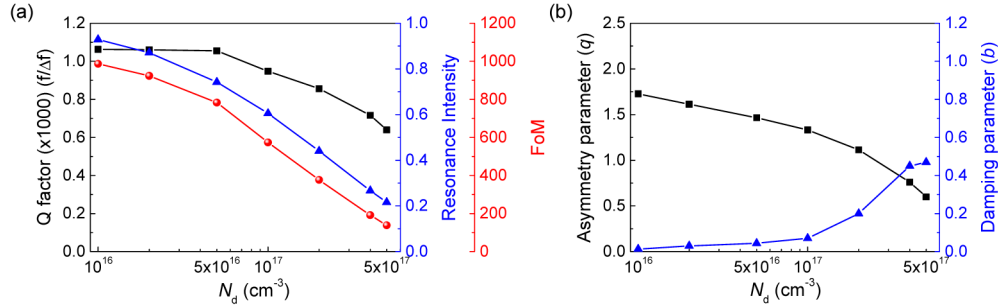 (a)
1.2
1.0
0.8
0.6
0.4
0.2
0.0
Q factor (x1000) (f/Δf)
10¹⁶
5x10¹⁶
10¹⁷
5x10¹⁷
N_d (cm⁻³)
1.0
0.8
0.6
0.4
0.2
0.0
Resonance Intensity
1200
1000
800
600
400
200
0
FoM
(b)
2.5
2.0
1.5
1.0
0.5
0.0
Asymmetry parameter (q)
10¹⁶
5x10¹⁶
10¹⁷
5x10¹⁷
N_d (cm⁻³)
1.0
0.8
0.6
0.4
0.2
0.0
Damping parameter (b)